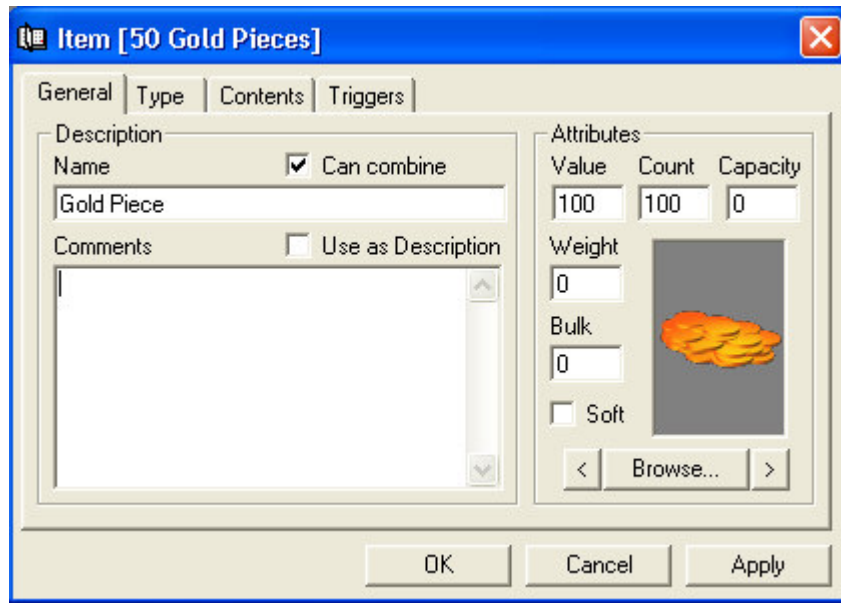 Item [50 Gold Pieces]
General Type Contents Triggers
Description
Name Can combine
Gold Piece
Comments Use as Description
Attributes
Value Count Capacity
100 100 0
Weight
0
Bulk
0
Soft
< Browse... >
OK Cancel Apply